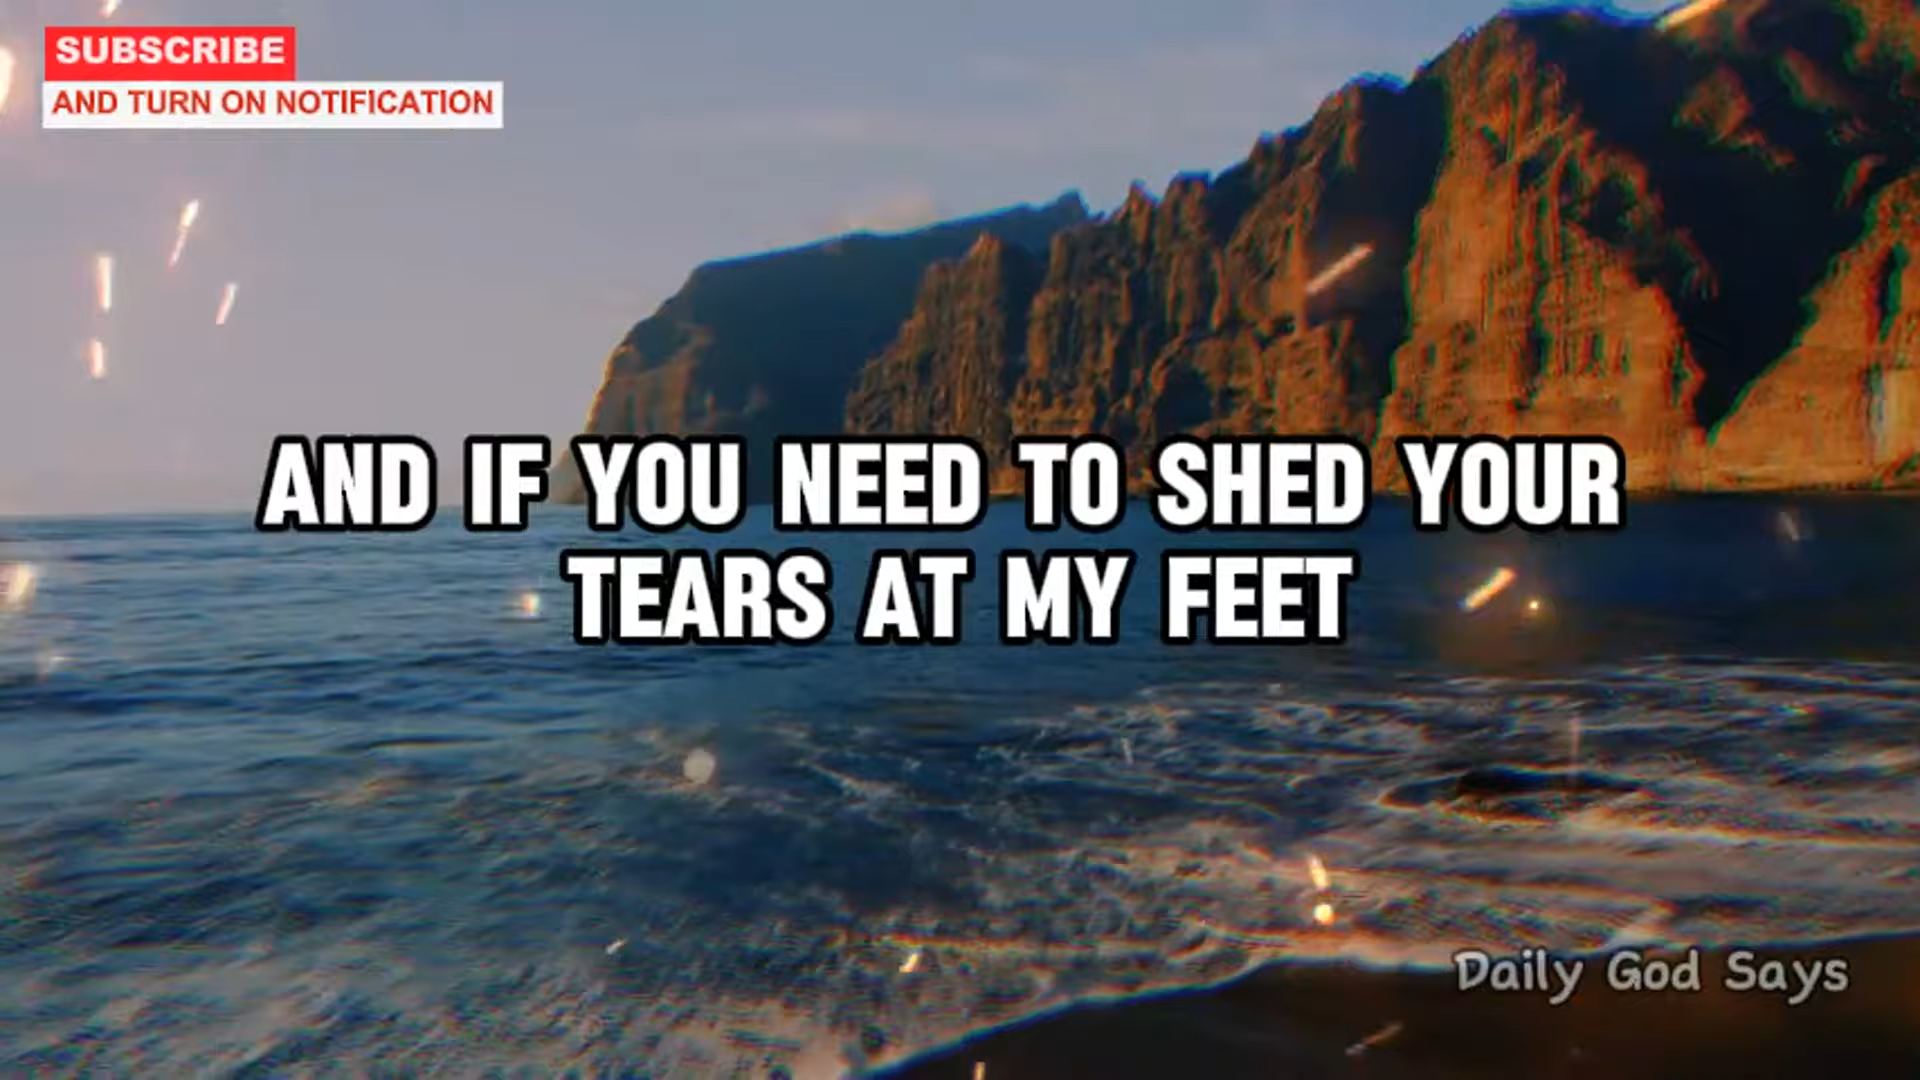 SUBSCRIBE
AND TURN ON NOTIFICATION
AND IF YOU NEED TO SHED YOUR
TEARS AT MY FEET
Daily God Says